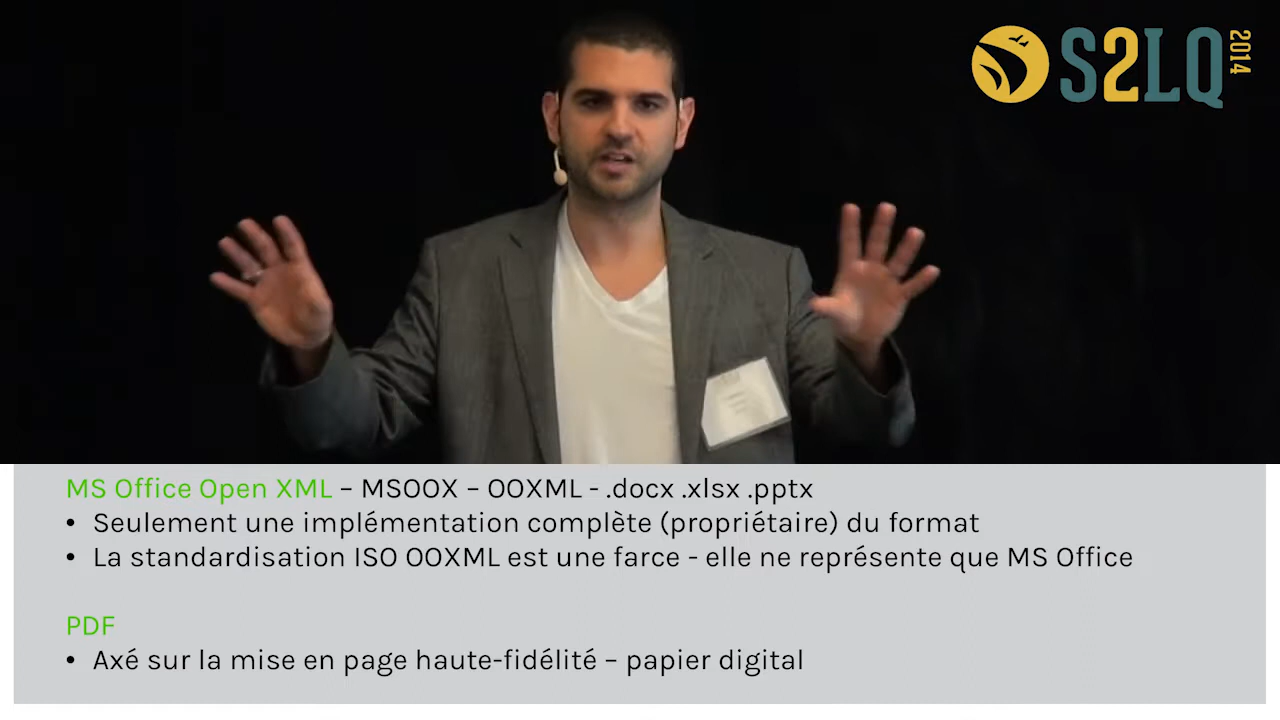 S2LQ 2014
MS Office Open XML – MSOOX – OOXML - .docx .xlsx .pptx
• Seulement une implémentation complète (propriétaire) du format
• La standardisation ISO OOXML est une farce - elle ne représente que MS Office
PDF
• Axé sur la mise en page haute-fidélité – papier digital